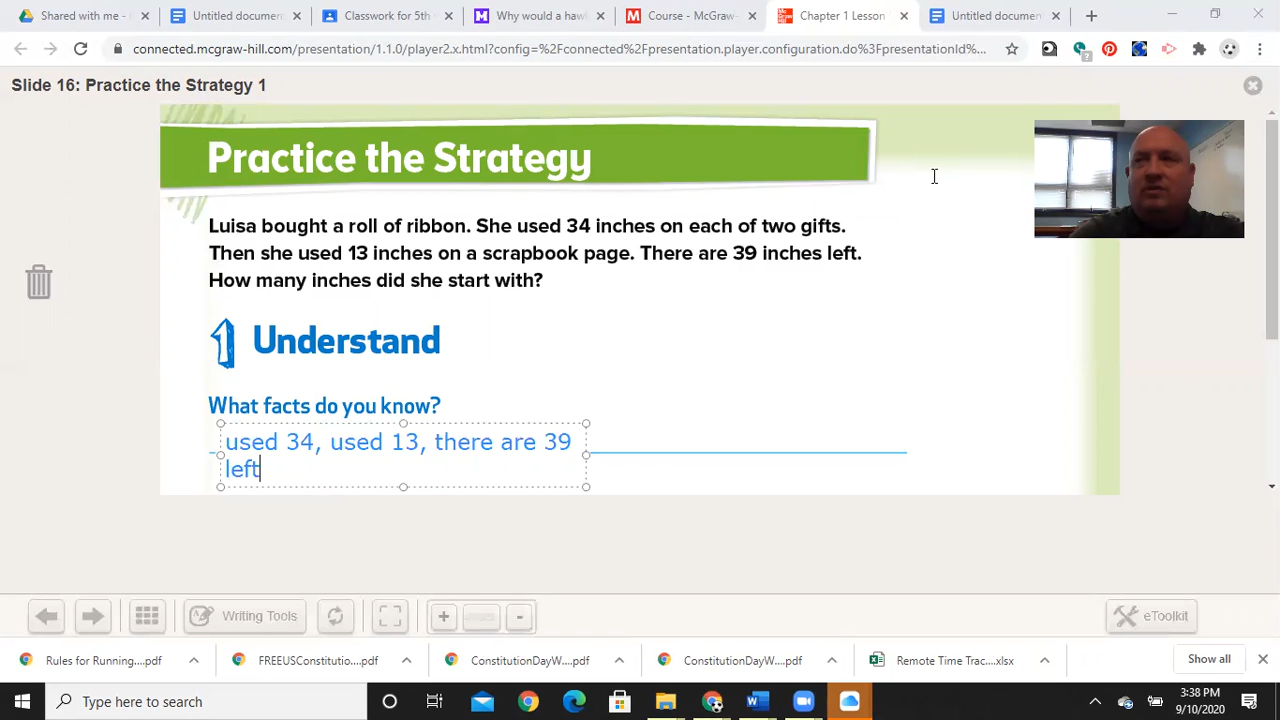 Shared with me -
Untitled documen
Classwork for 5th
Why would a hawk
Course - McGraw-
Chapter 1 Lesson
Untitled documen
connected.mcgraw-hill.com/presentation/1.1.0/player2.x.html?config=%2Fconnected%2Fpresentation.player.configuration.do%3FpresentationId%...
Slide 16: Practice the Strategy 1
Practice the Strategy
Luisa bought a roll of ribbon. She used 34 inches on each of two gifts.
Then she used 13 inches on a scrapbook page. There are 39 inches left.
How many inches did she start with?
1 Understand
What facts do you know?
used 34, used 13, there are 39
left
Writing Tools
+
-
eToolkit
Rules for Running....pdf
FREEUSConstitutio....pdf
ConstitutionDayW....pdf
ConstitutionDayW....pdf
Remote Time Trac....xlsx
Show all
Type here to search
3:38 PM
9/10/2020